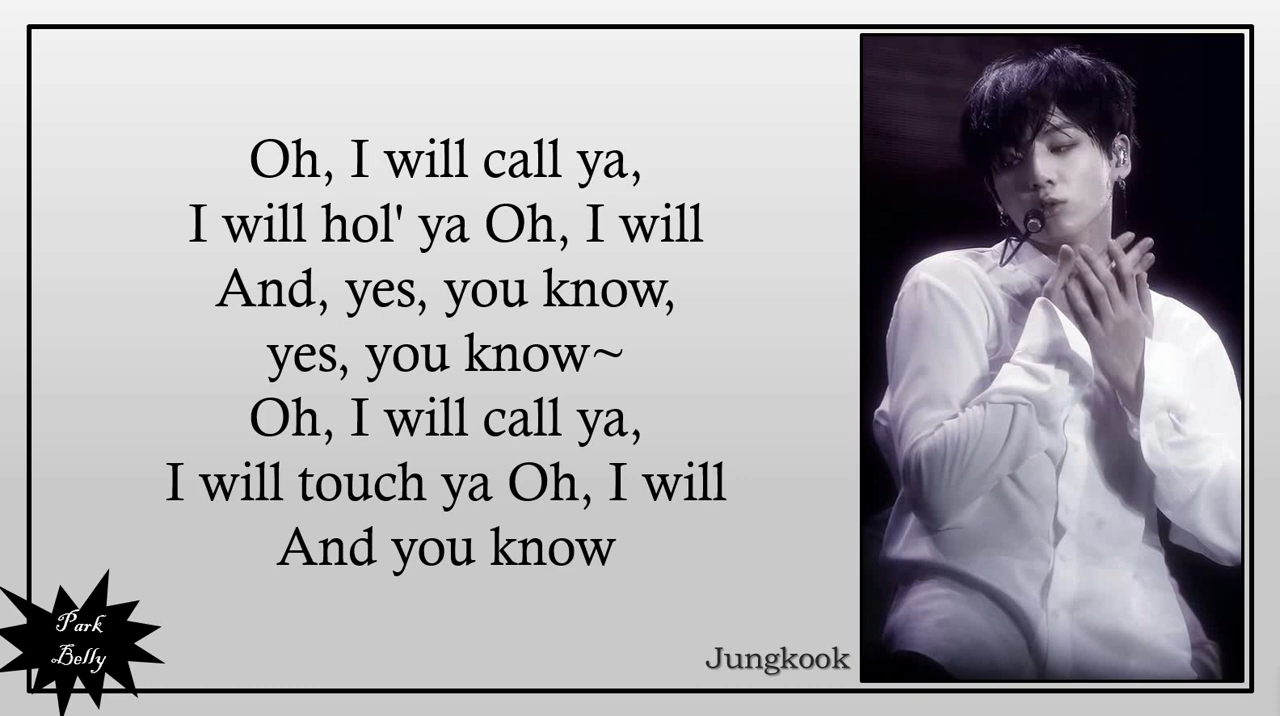 Oh, I will call ya,
I will hol' ya Oh, I will
And, yes, you know,
yes, you know~
Oh, I will call ya,
I will touch ya Oh, I will
And you know
Park
Belly
Jungkook